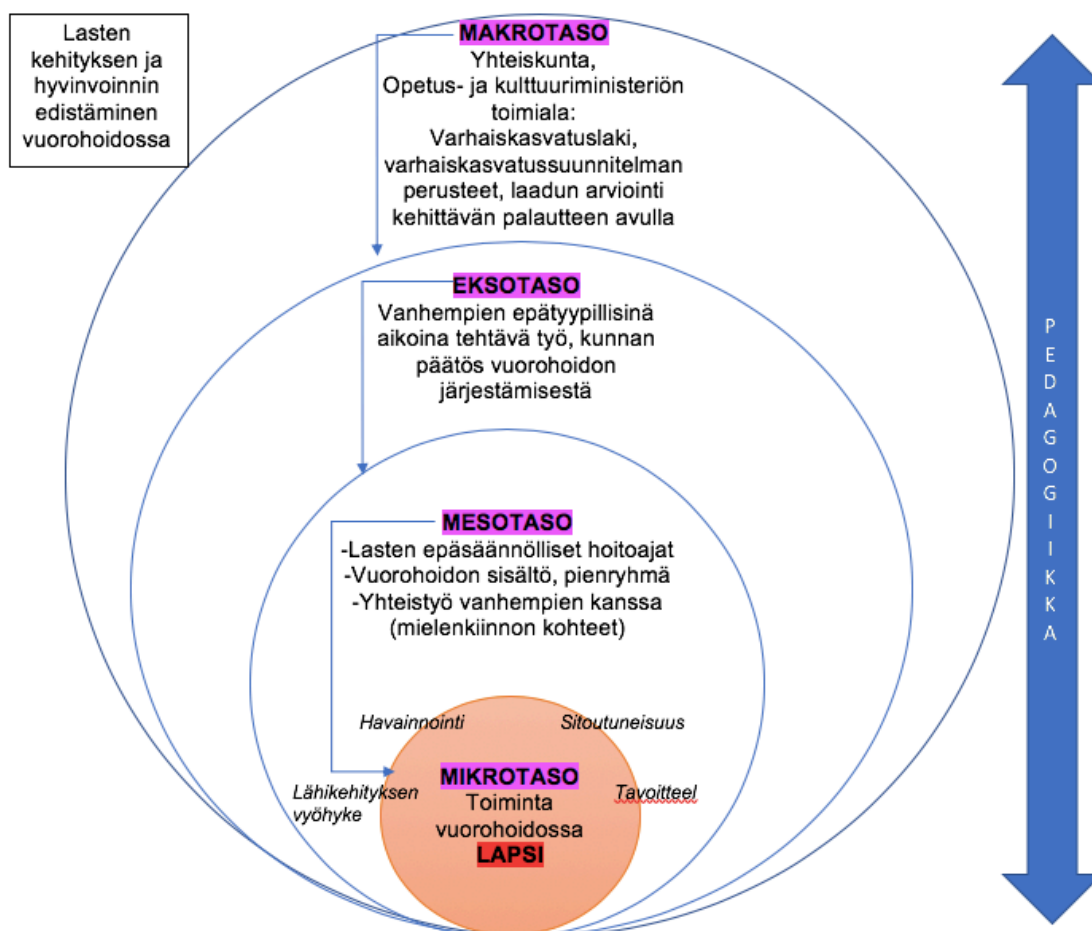 Lasten
kehityksen ja
hyvinvoinnin
edistäminen
vuorohoidossa
MAKROTASO
Yhteiskunta,
Opetus- ja kulttuuriministeriön
toimiala:
Varhaiskasvatuslaki,
varhaiskasvatussuunnitelman
perusteet, laadun arviointi
kehittävän palautteen avulla
EKSOTASO
Vanhempien epätyypillisinä
aikoina tehtävä työ, kunnan
päätös vuorohoidon
järjestämisestä
MESOTASO
-Lasten epäsäännölliset hoitoajat
-Vuorohoidon sisältö, pienryhmä
-Yhteistyö vanhempien kanssa
(mielenkiinnon kohteet)
Havainnointi
Sitoutuneisuus
MIKROTASO
Lähikehityksen
vyöhyke
Tavoitteel
Toiminta
vuorohoidossa
LAPSI
PEDAGOGIIKKA